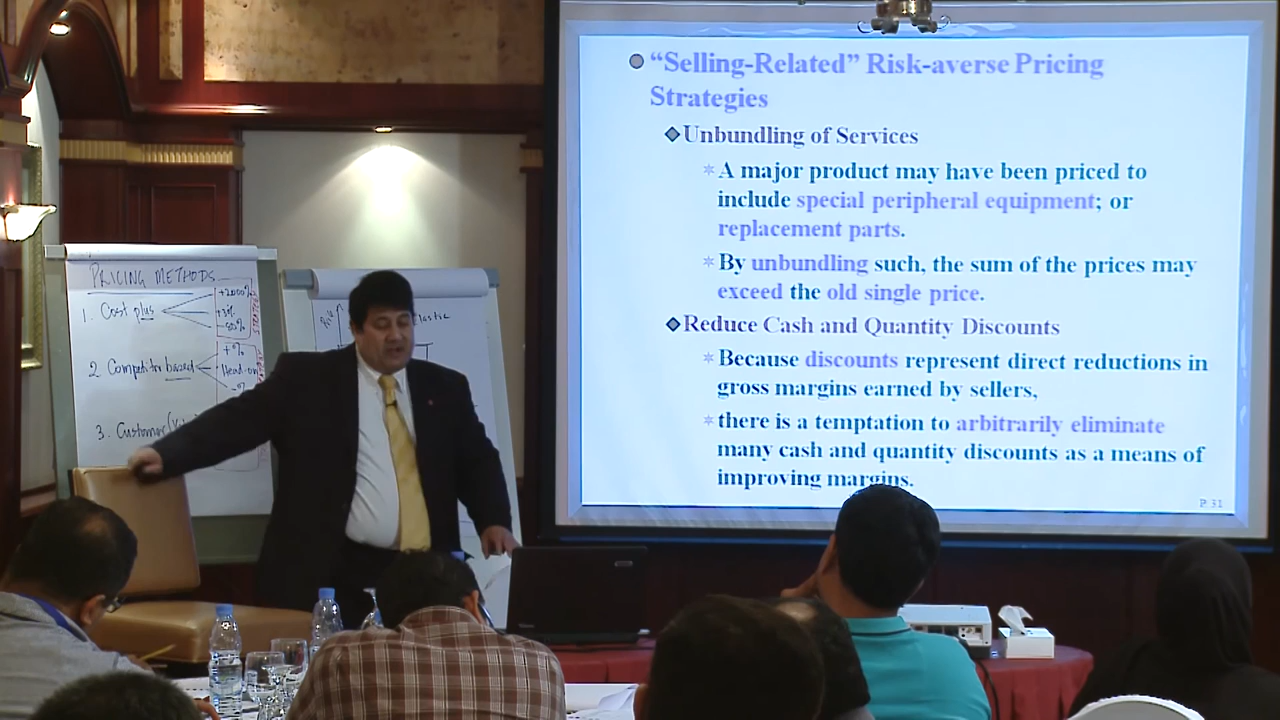 “Selling-Related” Risk-averse Pricing
Strategies
Unbundling of Services
A major product may have been priced to
include special peripheral equipment; or
replacement parts.
By unbundling such, the sum of the prices may
exceed the old single price.
Reduce Cash and Quantity Discounts
Because discounts represent direct reductions in
gross margins earned by sellers,
there is a temptation to arbitrarily eliminate
many cash and quantity discounts as a means of
improving margins.
P 31
PRICING METHODS
1. Cost plus
+3%
-50%
2. Competitor based
+%
Head-on
-%
3. Customer